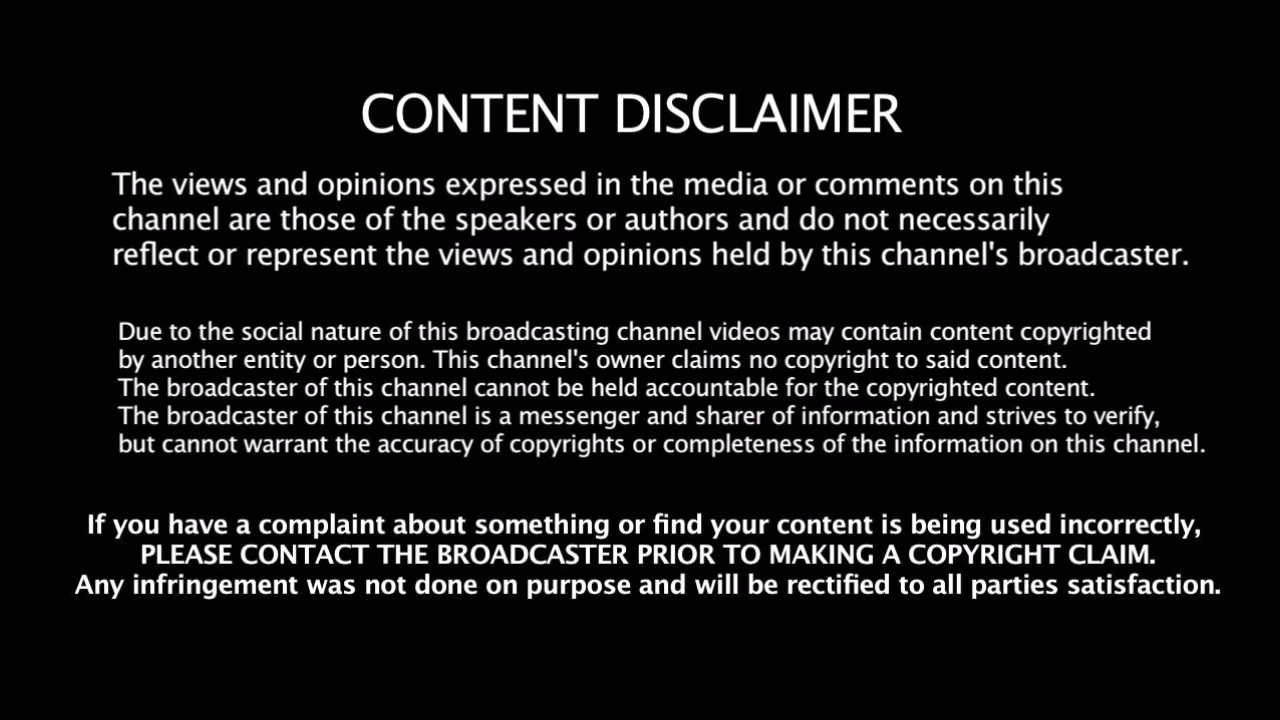 CONTENT DISCLAIMER
The views and opinions expressed in the media or comments on this
channel are those of the speakers or authors and do not necessarily
reflect or represent the views and opinions held by this channel's broadcaster.
Due to the social nature of this broadcasting channel videos may contain content copyrighted
by another entity or person. This channel's owner claims no copyright to said content.
The broadcaster of this channel cannot be held accountable for the copyrighted content.
The broadcaster of this channel is a messenger and sharer of information and strives to verify,
but cannot warrant the accuracy of copyrights or completeness of the information on this channel.
If you have a complaint about something or find your content is being used incorrectly,
PLEASE CONTACT THE BROADCASTER PRIOR TO MAKING A COPYRIGHT CLAIM.
Any infringement was not done on purpose and will be rectified to all parties satisfaction.